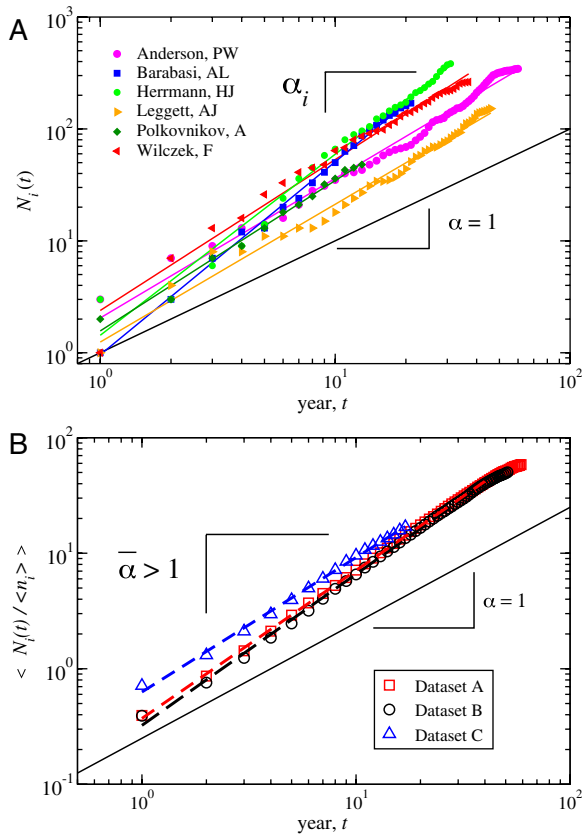 A
10^3
10^2
10^1
10^0
N_i(t)
Anderson, PW
Barabasi, AL
Herrmann, HJ
Leggett, AJ
Polkovnikov, A
Wilczek, F
α_i
α = 1
10^0
10^1
10^2
year, t
B
10^2
10^1
10^0
10^-1
< N_i(t) / <n_i> >
α̅ > 1
α = 1
Dataset A
Dataset B
Dataset C
10^0
10^1
10^2
year, t